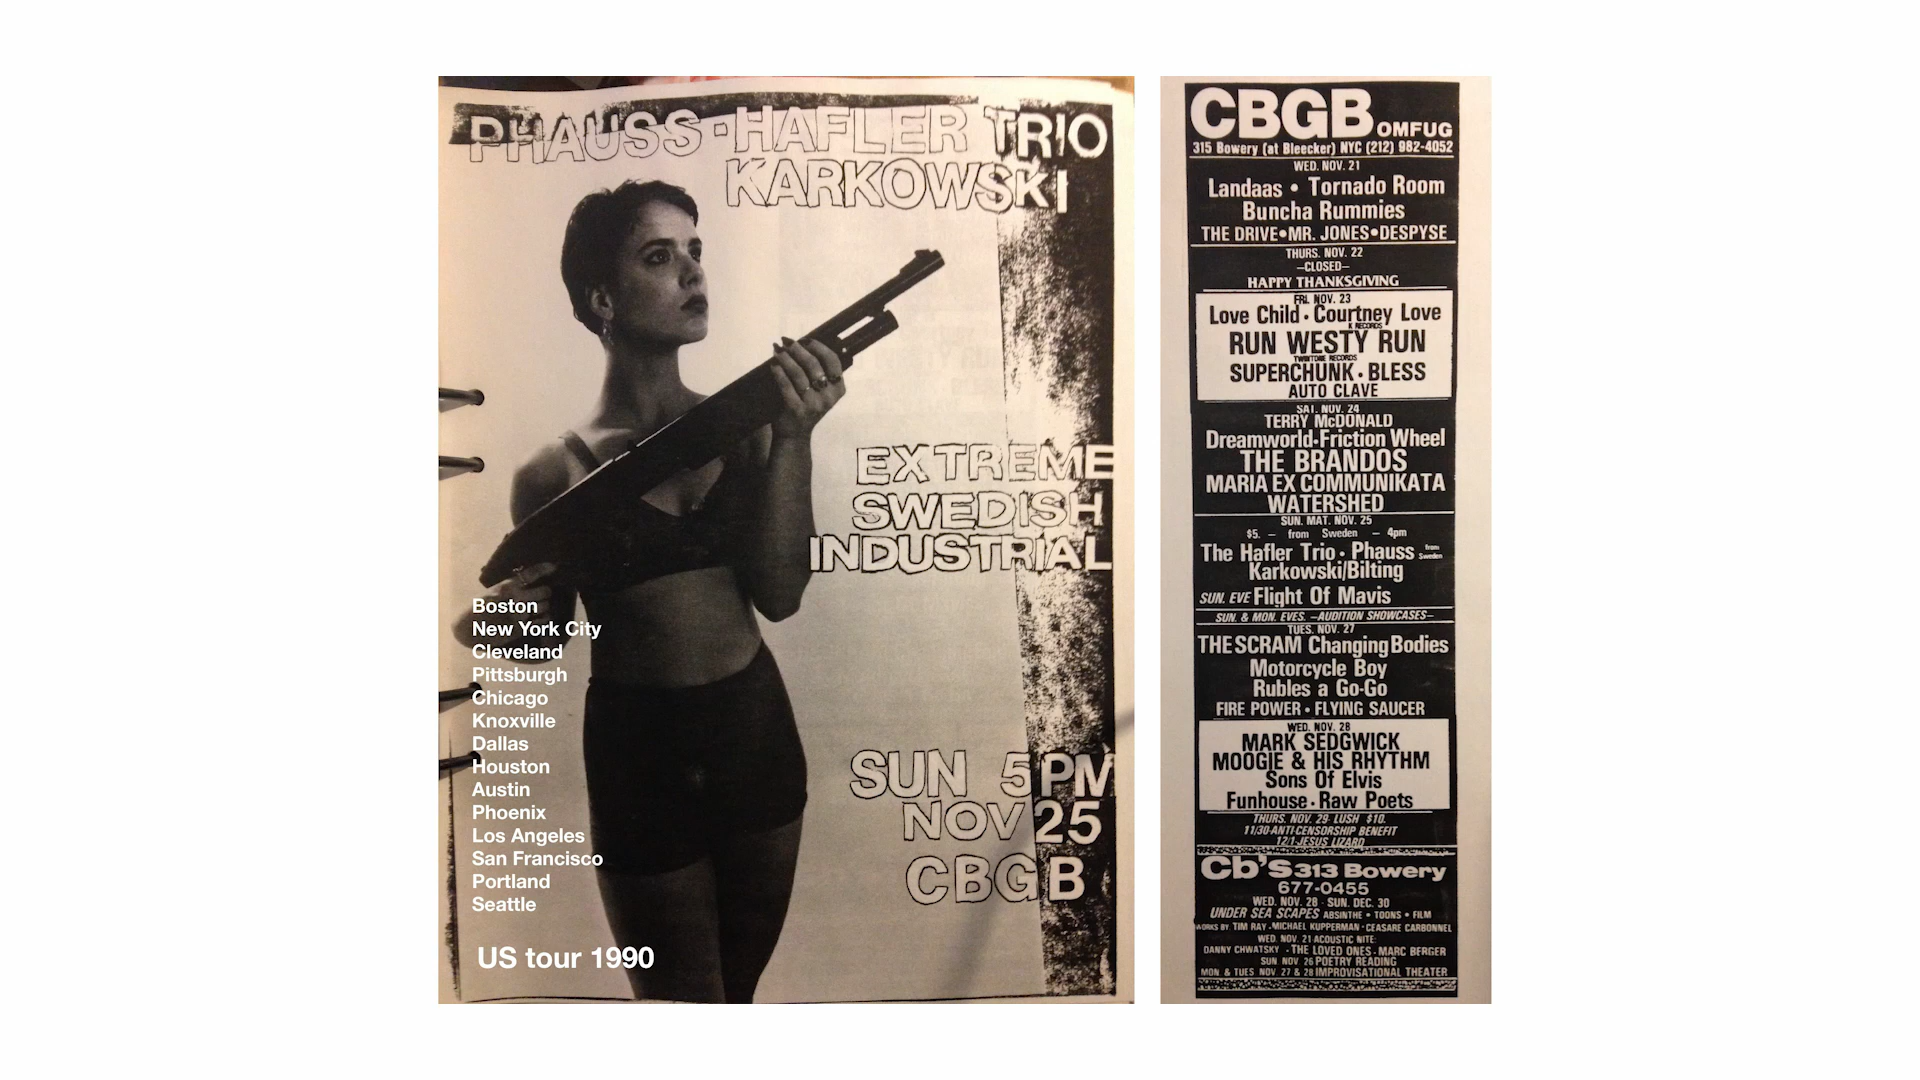 PHAUSS · HAFLER TRIO
KARKOWSKI
EXTREME
SWEDISH
INDUSTRIAL
SUN 5PM
NOV 25
CBGB
Boston
New York City
Cleveland
Pittsburgh
Chicago
Knoxville
Dallas
Houston
Austin
Phoenix
Los Angeles
San Francisco
Portland
Seattle
US tour 1990
CBGB OMFUG
315 Bowery (at Bleecker) NYC (212) 982-4052
WED. NOV. 21
Landaas • Tornado Room
Buncha Rummies
THE DRIVE•MR. JONES•DESPYSE
THURS. NOV. 22
—CLOSED—
HAPPY THANKSGIVING
FRI. NOV. 23
Love Child · Courtney Love
K RECORDS
RUN WESTY RUN
TWINTONE RECORDS
SUPERCHUNK · BLESS
AUTO CLAVE
SAT. NOV. 24
TERRY McDONALD
Dreamworld·Friction Wheel
THE BRANDOS
MARIA EX COMMUNIKATA
WATERSHED
SUN. MAT. NOV. 25
$5. – from Sweden – 4pm
The Hafler Trio · Phauss from Sweden
Karkowski/Bilting
SUN. EVE Flight Of Mavis
SUN. & MON. EVES. –AUDITION SHOWCASES–
TUES. NOV. 27
THE SCRAM Changing Bodies
Motorcycle Boy
Rubles a Go-Go
FIRE POWER · FLYING SAUCER
WED. NOV. 28
MARK SEDGWICK
MOOGIE & HIS RHYTHM
Sons Of Elvis
Funhouse · Raw Poets
THURS. NOV. 29- LUSH $10.
11/30-ANTI-CENSORSHIP BENEFIT
12/1-JESUS LIZARD
Cb's 313 Bowery
677-0455
WED. NOV. 28 - SUN. DEC. 30
UNDER SEA SCAPES ABSINTHE • TOONS • FILM
WORKS BY TIM RAY · MICHAEL KUPPERMAN · CEASARE CARBONNEL
WED. NOV. 21 ACOUSTIC NITE:
DANNY CHWATSKY · THE LOVED ONES · MARC BERGER
SUN NOV 26 POETRY READING
MON & TUES NOV. 27 & 28 IMPROVISATIONAL THEATER